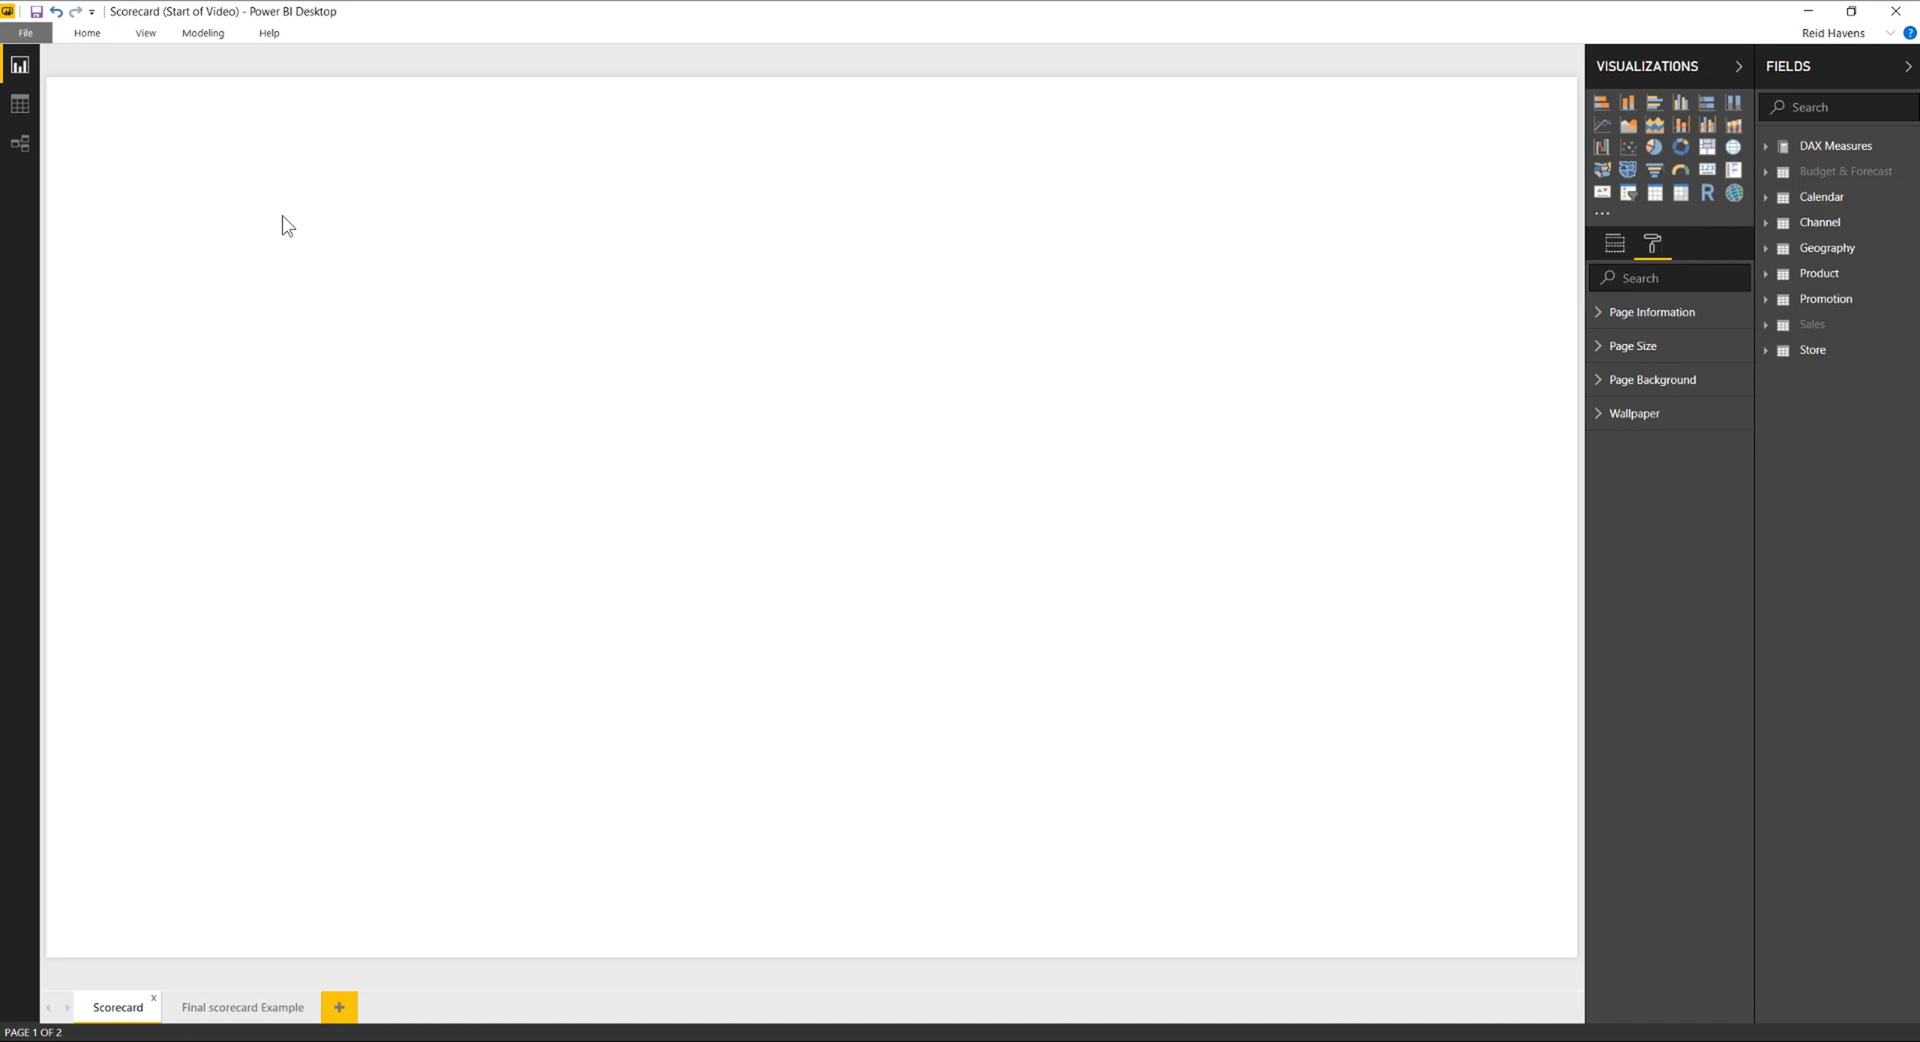 Scorecard (Start of Video) - Power BI Desktop
File Home View Modeling Help Reid Havens ?
VISUALIZATIONS
FIELDS
Search
R
123
Search
Page Information
Page Size
Page Background
Wallpaper
DAX Measures
Budget & Forecast
Calendar
Channel
Geography
Product
Promotion
Sales
Store
Scorecard x Final scorecard Example +
PAGE 1 OF 2